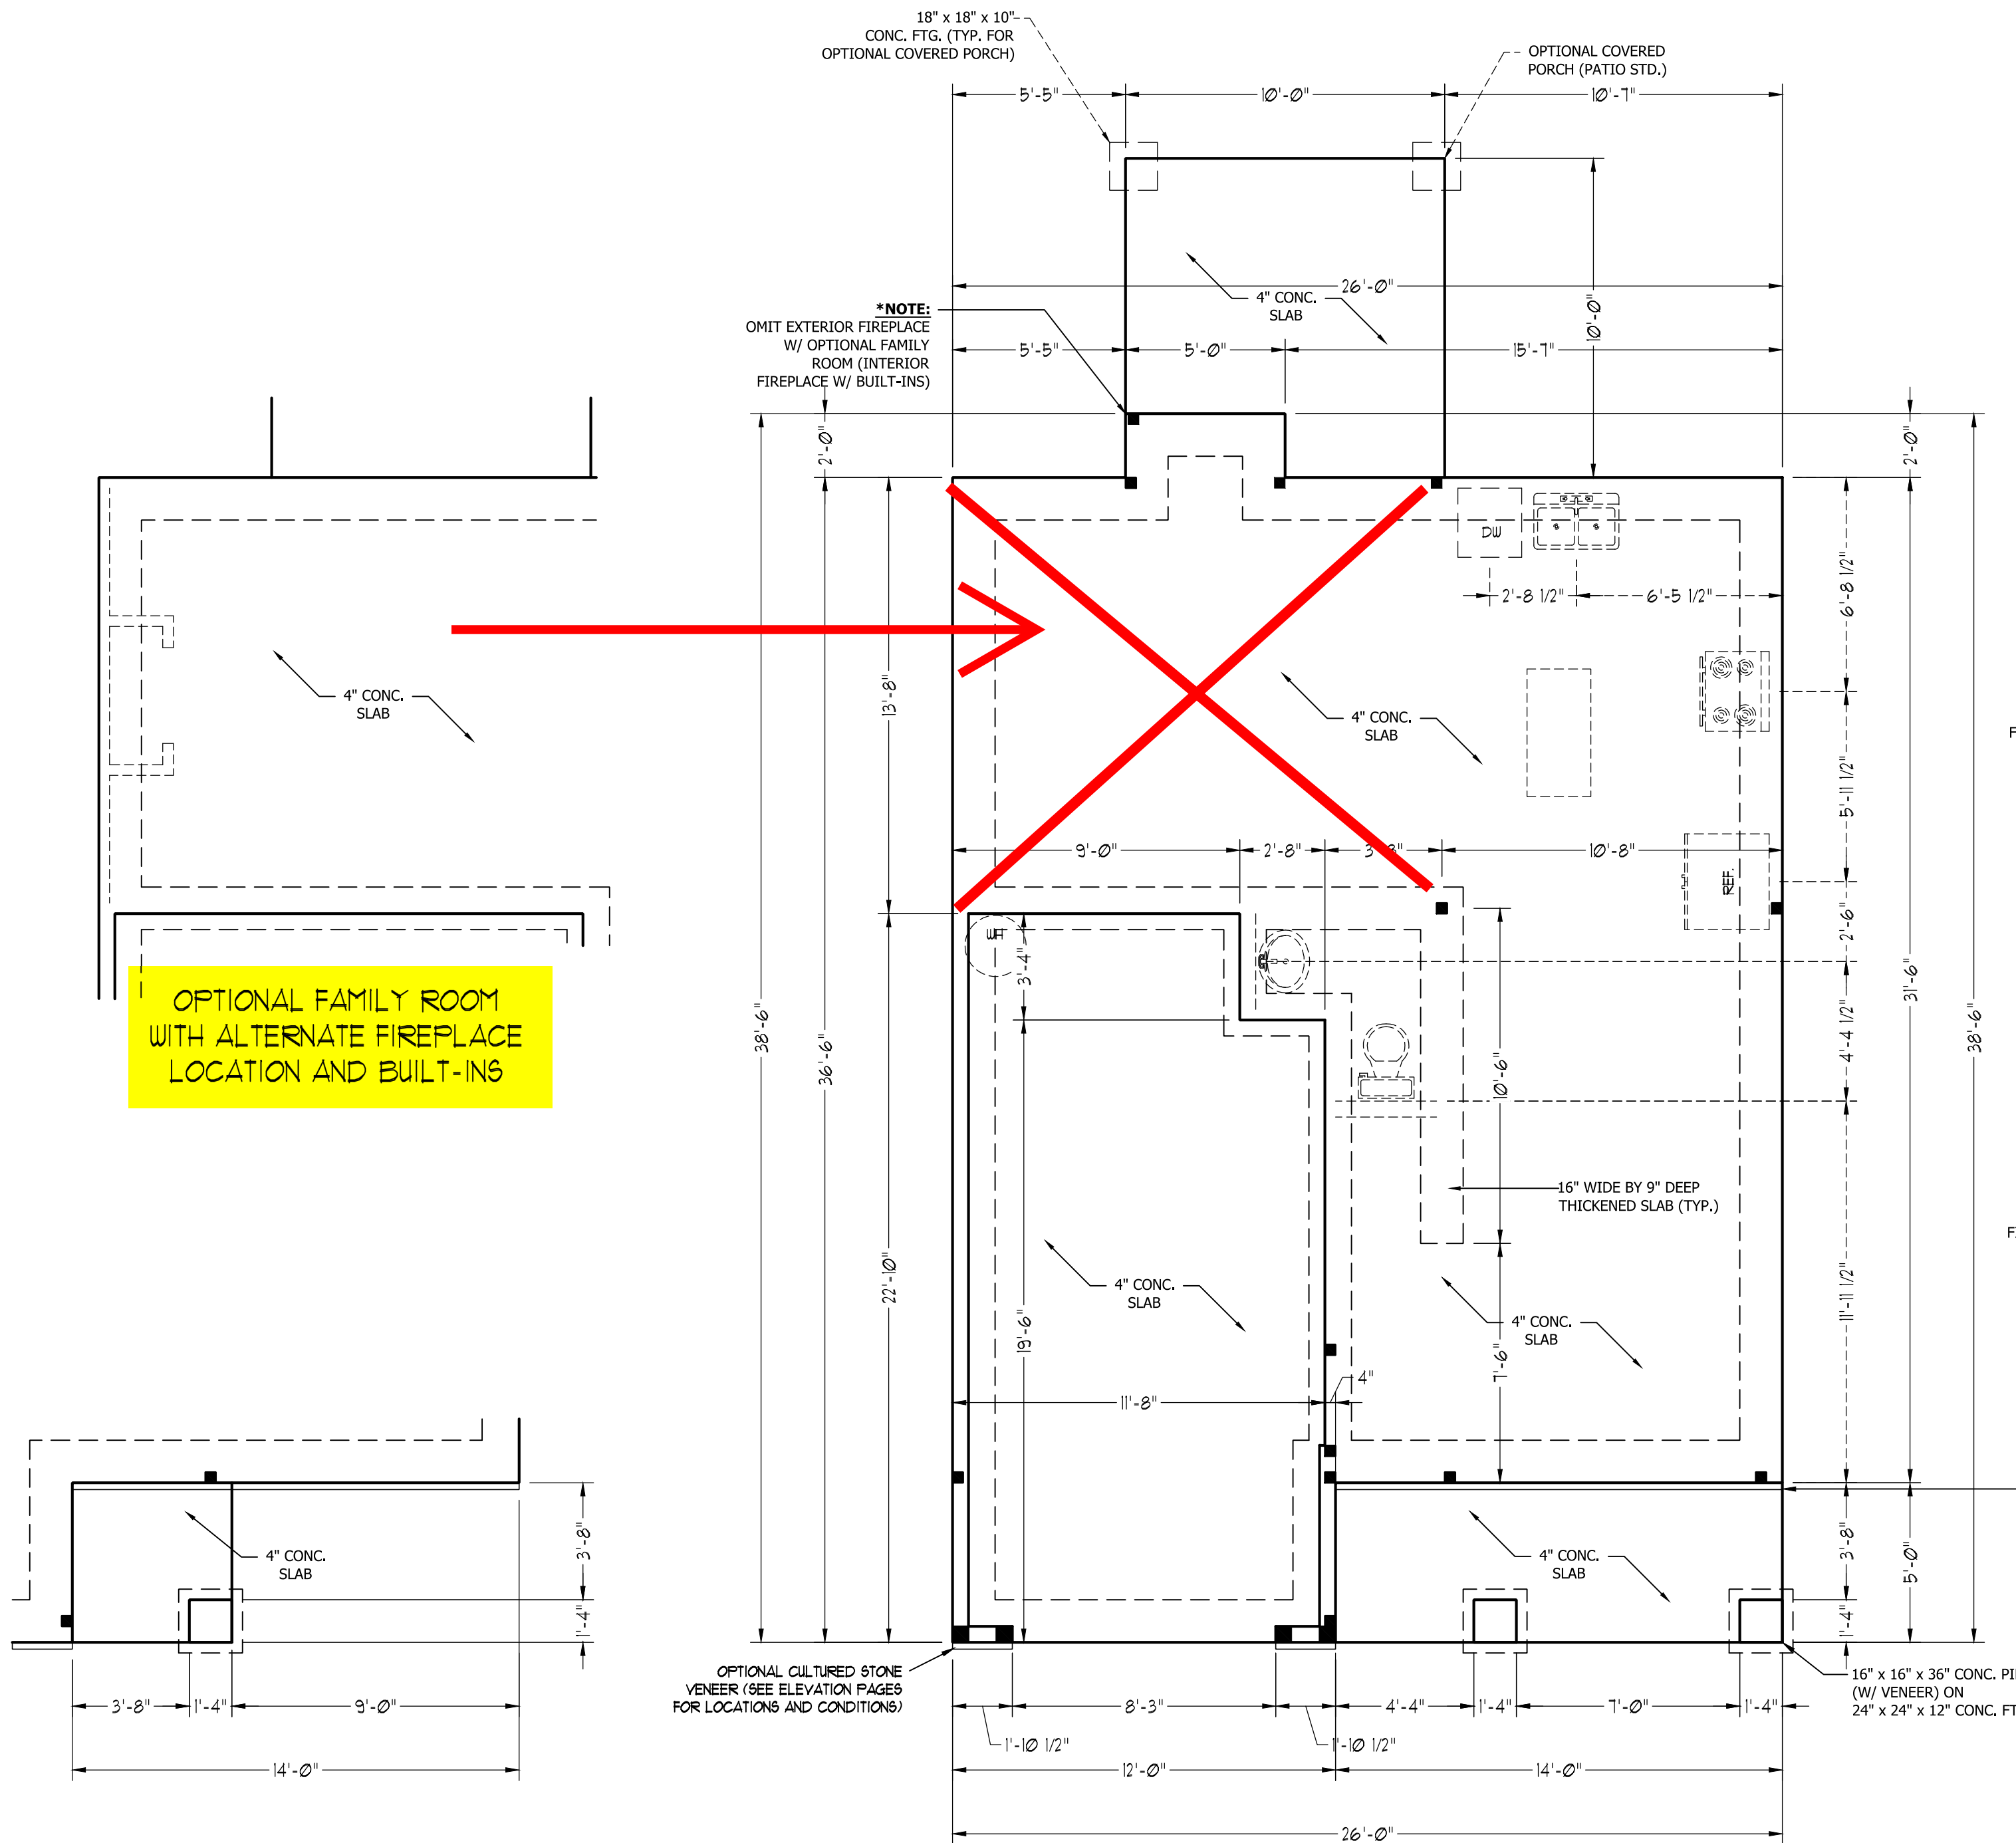 18" x 18" x 10"
CONC. FTG. (TYP. FOR
OPTIONAL COVERED PORCH)
OPTIONAL COVERED
PORCH (PATIO STD.)
5'-5"
10'-0"
10'-7"
26'-0"
4" CONC.
SLAB
10'-0"
*NOTE:
OMIT EXTERIOR FIREPLACE
W/ OPTIONAL FAMILY
ROOM (INTERIOR
FIREPLACE W/ BUILT-INS)
5'-5"
5'-0"
15'-7"
2'-0"
2'-0"
DW
2'-8 1/2"
6'-5 1/2"
6'-8 1/2"
4" CONC.
SLAB
13'-8"
4" CONC.
SLAB
5'-11 1/2"
9'-0"
2'-8"
10'-8"
REF.
2'-6"
WH
3'-4"
31'-6"
38'-6"
36'-6"
38'-6"
4'-4 1/2"
10'-6"
OPTIONAL FAMILY ROOM
WITH ALTERNATE FIREPLACE
LOCATION AND BUILT-INS
16" WIDE BY 9" DEEP
THICKENED SLAB (TYP.)
22'-10"
19'-6"
4" CONC.
SLAB
4" CONC.
SLAB
11'-11 1/2"
7'-6"
11'-8"
4"
4" CONC.
SLAB
3'-8"
1'-4"
4" CONC.
SLAB
3'-8"
5'-0"
1'-4"
OPTIONAL CULTURED STONE
VENEER (SEE ELEVATION PAGES
FOR LOCATIONS AND CONDITIONS)
16" x 16" x 36" CONC.
(W/ VENEER) ON
24" x 24" x 12" CONC.
3'-8"
1'-4"
9'-0"
8'-3"
4'-4"
1'-4"
7'-0"
1'-4"
1'-10 1/2"
1'-10 1/2"
14'-0"
12'-0"
14'-0"
26'-0"